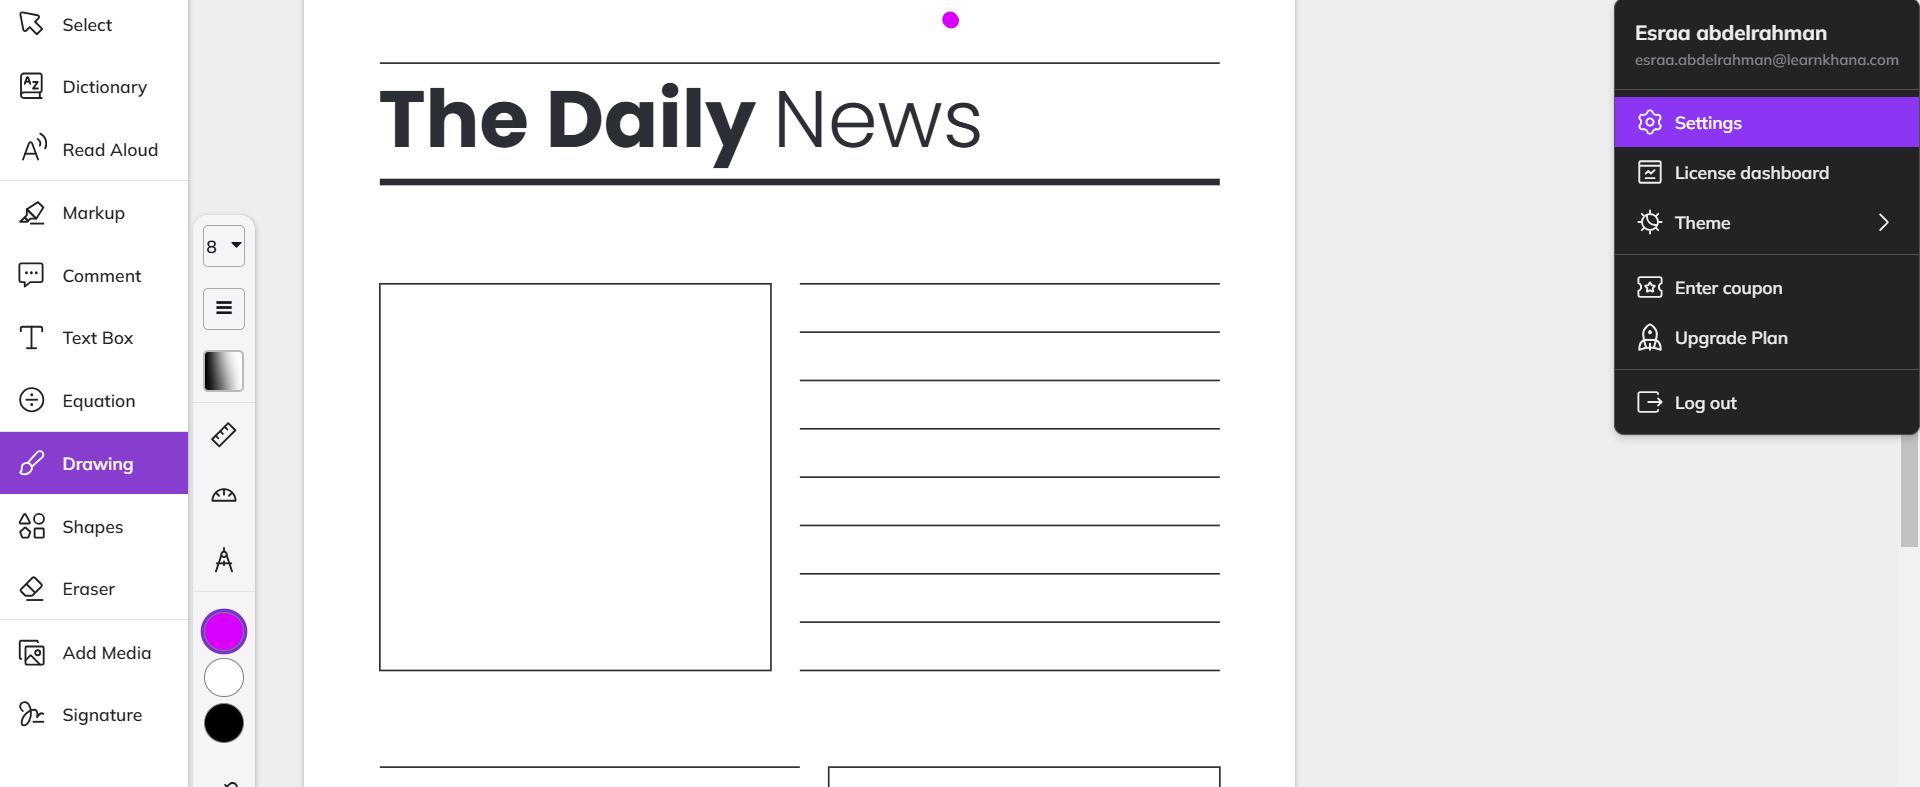 Select
Dictionary
Read Aloud
Markup
Comment
Text Box
Equation
Drawing
Shapes
Eraser
Add Media
Signature
8
The Daily News
Esraa abdelrahman
esraa.abdelrahman@learnkhana.com
Settings
License dashboard
Theme
Enter coupon
Upgrade Plan
Log out